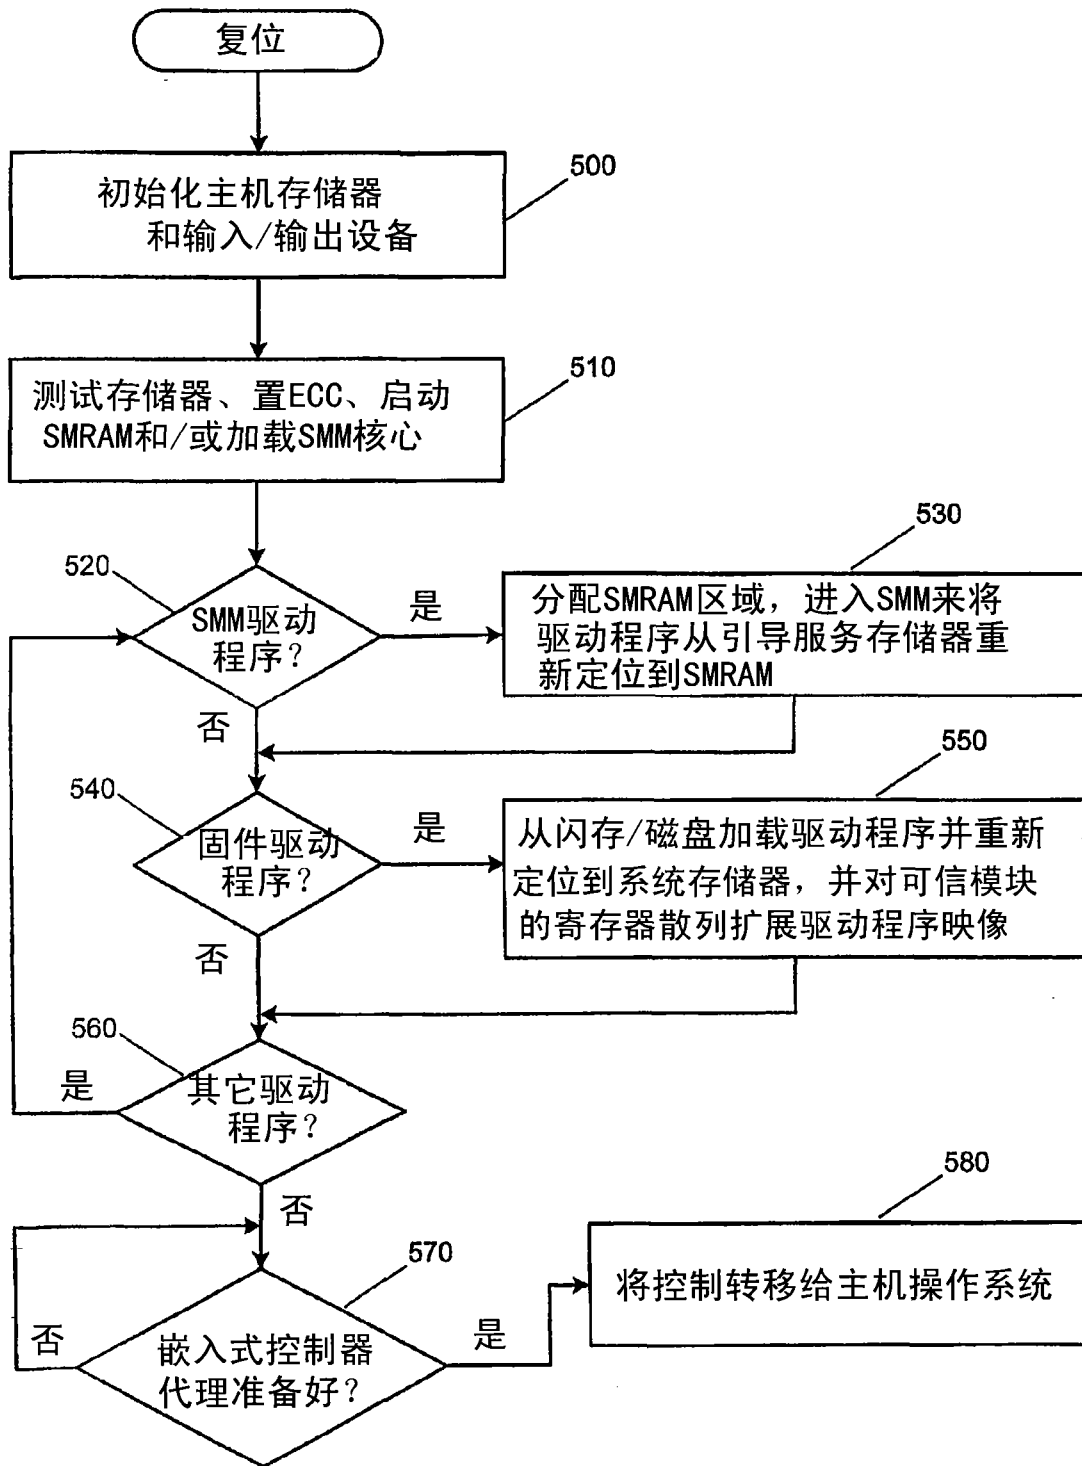 复位
500
初始化主机存储器
和输入/输出设备
510
测试存储器、置ECC、启动
SMRAM和/或加载SMM核心
520
SMM驱动
程序?
是
530
分配SMRAM区域，进入SMM来将
驱动程序从引导服务存储器重
新定位到SMRAM
否
540
固件驱动
程序?
是
550
从闪存/磁盘加载驱动程序并重新
定位到系统存储器，并对可信模块
的寄存器散列扩展驱动程序映像
否
560
是
其它驱动
程序?
否
570
否
嵌入式控制器
代理准备好?
是
580
将控制转移给主机操作系统